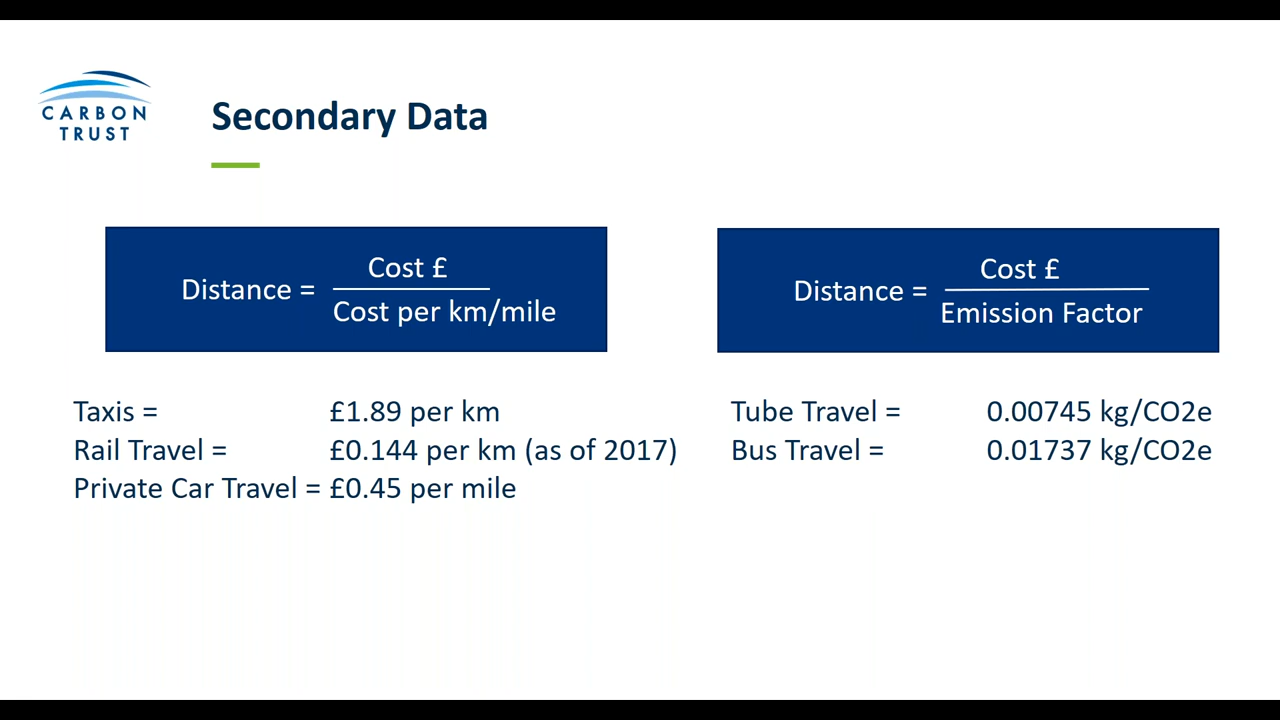 CARBON
TRUST
Secondary Data
Distance = Cost £
Cost per km/mile
Taxis = £1.89 per km
Rail Travel = £0.144 per km (as of 2017)
Private Car Travel = £0.45 per mile
Distance = Cost £
Emission Factor
Tube Travel = 0.00745 kg/CO2e
Bus Travel = 0.01737 kg/CO2e